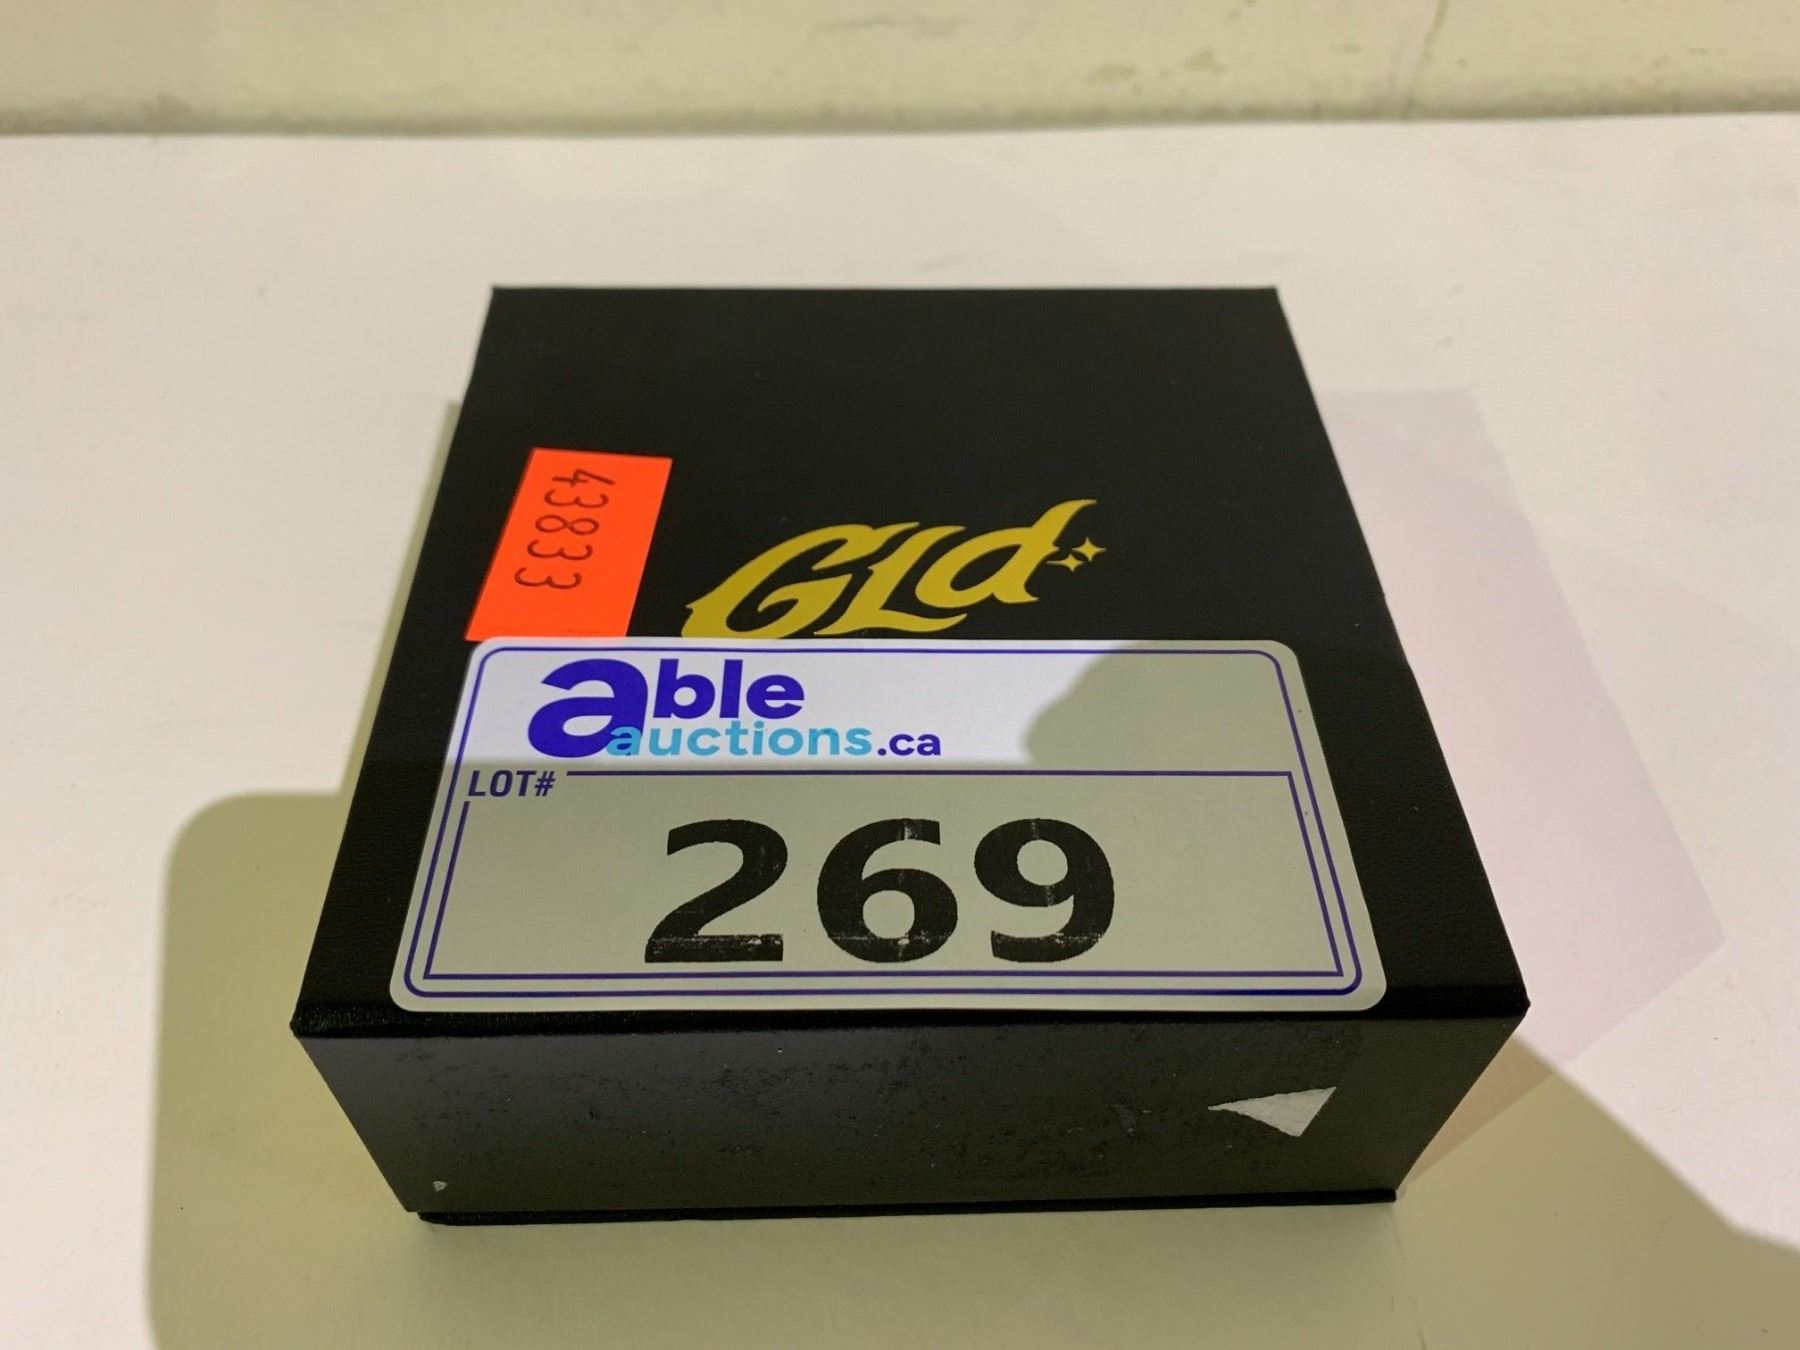 43833
GLd
able
auctions.ca
LOT#
269